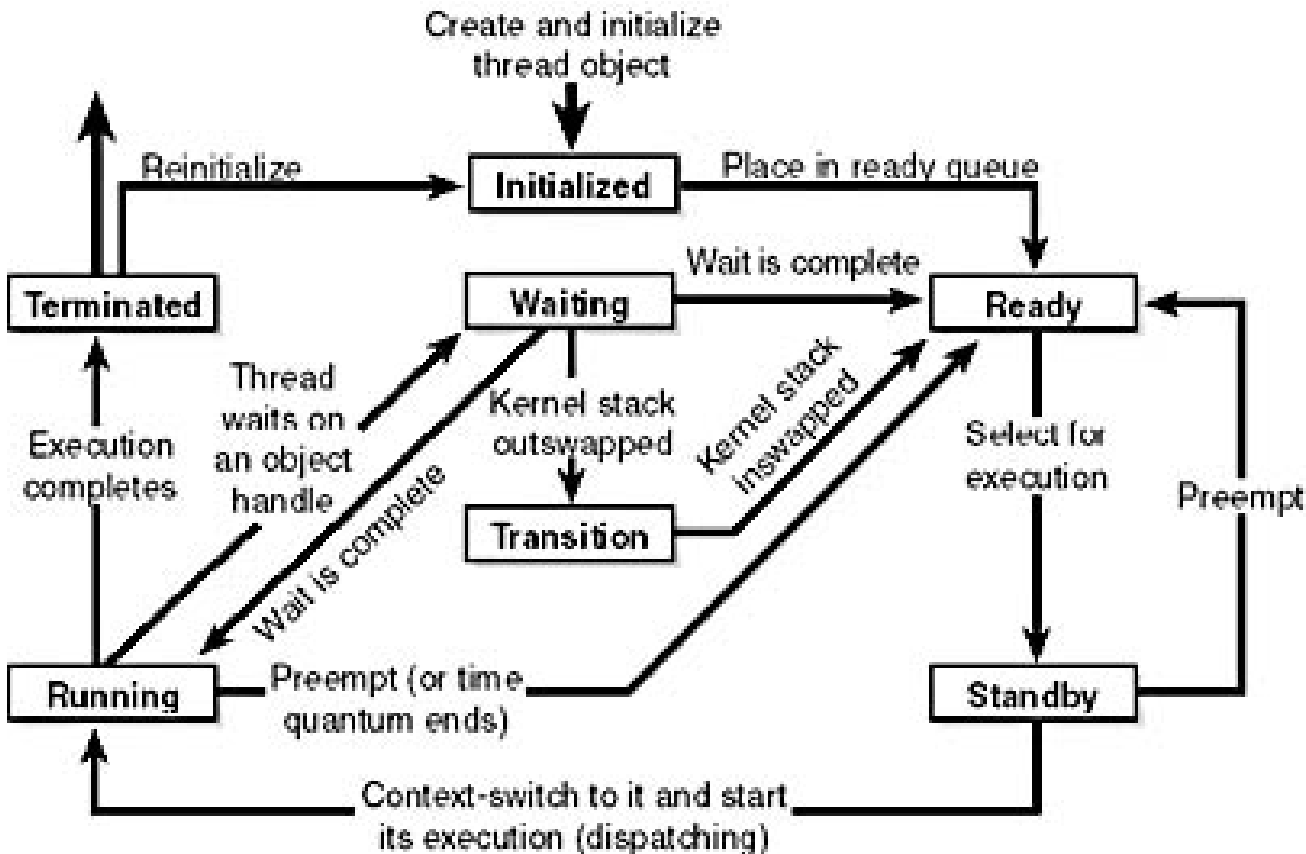 Create and initialize
thread object
Reinitialize
Initialized
Place in ready queue
Wait is complete
Terminated
Waiting
Ready
Thread
waits on
an object
handle
Kernel stack
outswapped
Kernel stack
inswapped
Select for
execution
Execution
completes
Preempt
Transition
Wait is complete
Running
Preempt (or time
quantum ends)
Standby
Context-switch to it and start
its execution (dispatching)